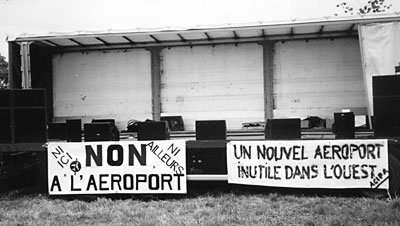 NI ICI NON NI AILLEURS
A L'AEROPORT
UN NOUVEL AEROPORT
INUTILE DANS L'OUEST